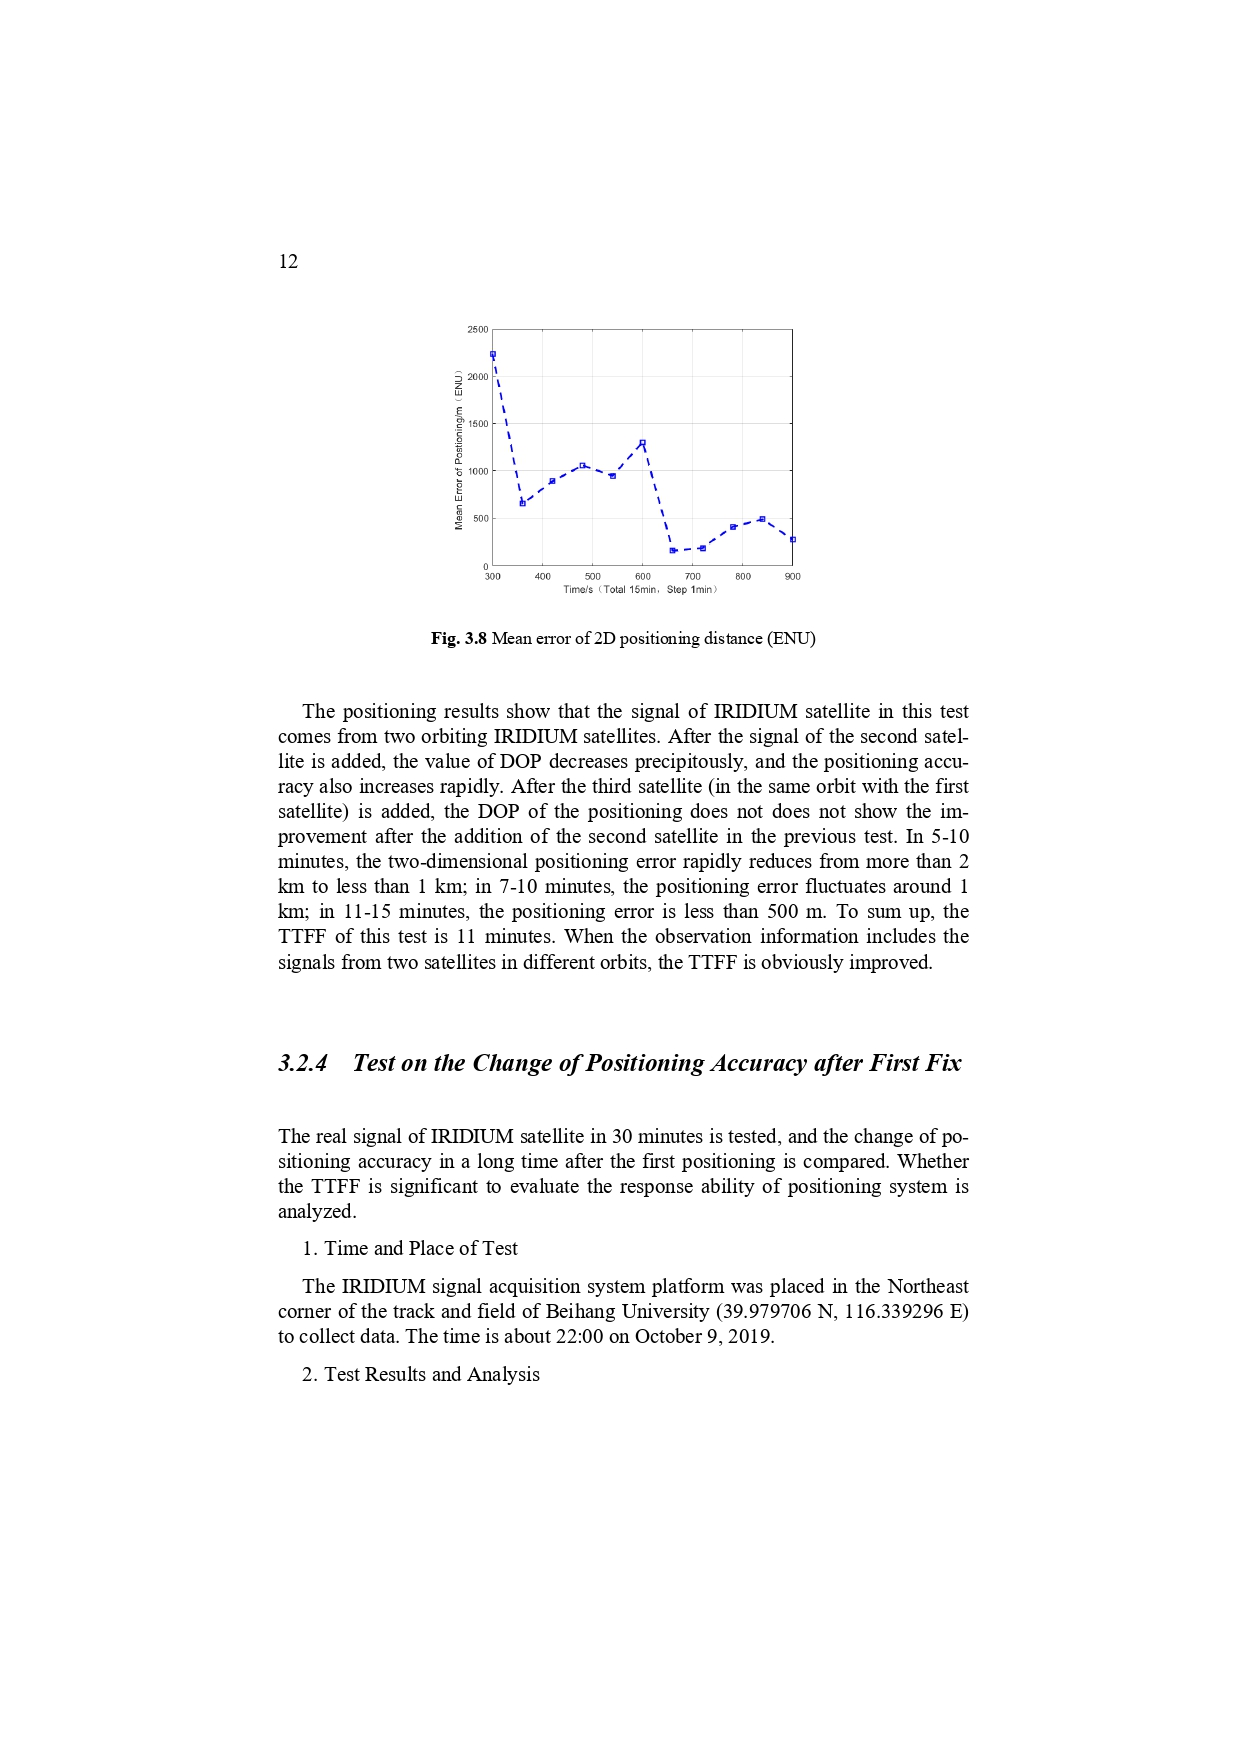 12
2500
2000
1500
1000
500
0
300 400 500 600 700 800 900
Mean Error of Postioning/m（ENU）
Time/s（Total 15min，Step 1min）
Fig. 3.8 Mean error of 2D positioning distance (ENU)
The positioning results show that the signal of IRIDIUM satellite in this test
comes from two orbiting IRIDIUM satellites. After the signal of the second satel-
lite is added, the value of DOP decreases precipitously, and the positioning accu-
racy also increases rapidly. After the third satellite (in the same orbit with the first
satellite) is added, the DOP of the positioning does not does not show the im-
provement after the addition of the second satellite in the previous test. In 5-10
minutes, the two-dimensional positioning error rapidly reduces from more than 2
km to less than 1 km; in 7-10 minutes, the positioning error fluctuates around 1
km; in 11-15 minutes, the positioning error is less than 500 m. To sum up, the
TTFF of this test is 11 minutes. When the observation information includes the
signals from two satellites in different orbits, the TTFF is obviously improved.
3.2.4 Test on the Change of Positioning Accuracy after First Fix
The real signal of IRIDIUM satellite in 30 minutes is tested, and the change of po-
sitioning accuracy in a long time after the first positioning is compared. Whether
the TTFF is significant to evaluate the response ability of positioning system is
analyzed.
1. Time and Place of Test
The IRIDIUM signal acquisition system platform was placed in the Northeast
corner of the track and field of Beihang University (39.979706 N, 116.339296 E)
to collect data. The time is about 22:00 on October 9, 2019.
2. Test Results and Analysis